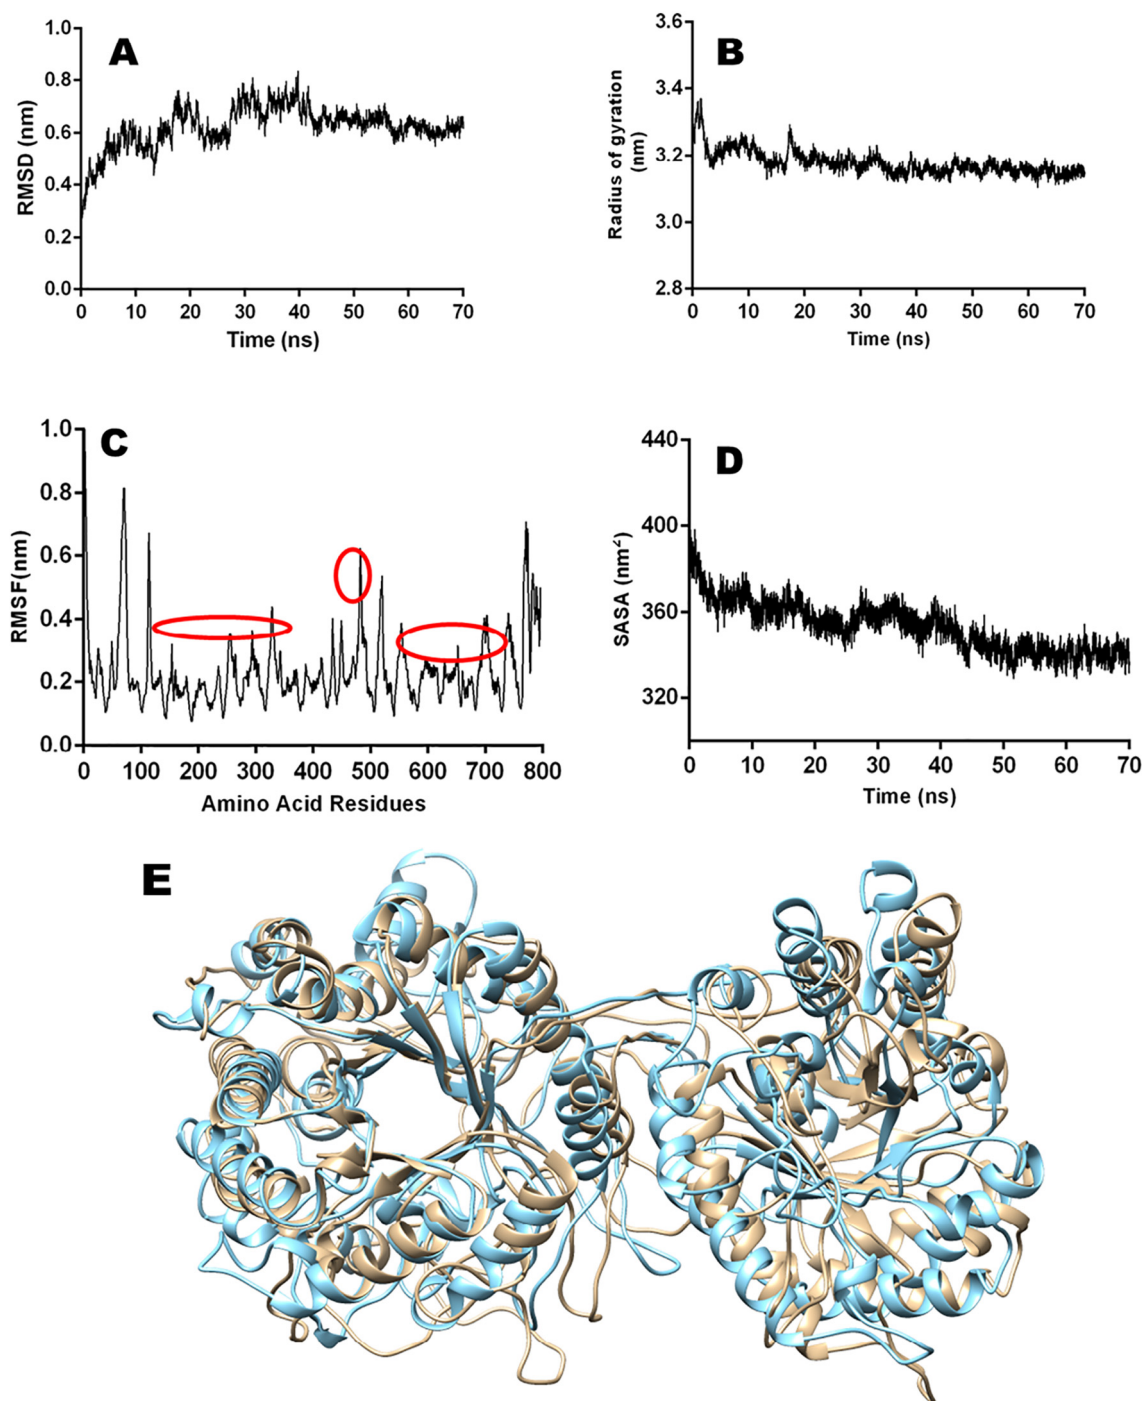 A
1.0
0.8
0.6
0.4
0.2
0.0
RMSD (nm)
0 10 20 30 40 50 60 70
Time (ns)
B
3.6
3.4
3.2
3.0
2.8
Radius of gyration
(nm)
0 10 20 30 40 50 60 70
Time (ns)
C
1.0
0.8
0.6
0.4
0.2
0.0
RMSF(nm)
0 100 200 300 400 500 600 700 800
Amino Acid Residues
D
440
400
360
320
SASA (nm²)
0 10 20 30 40 50 60 70
Time (ns)
E